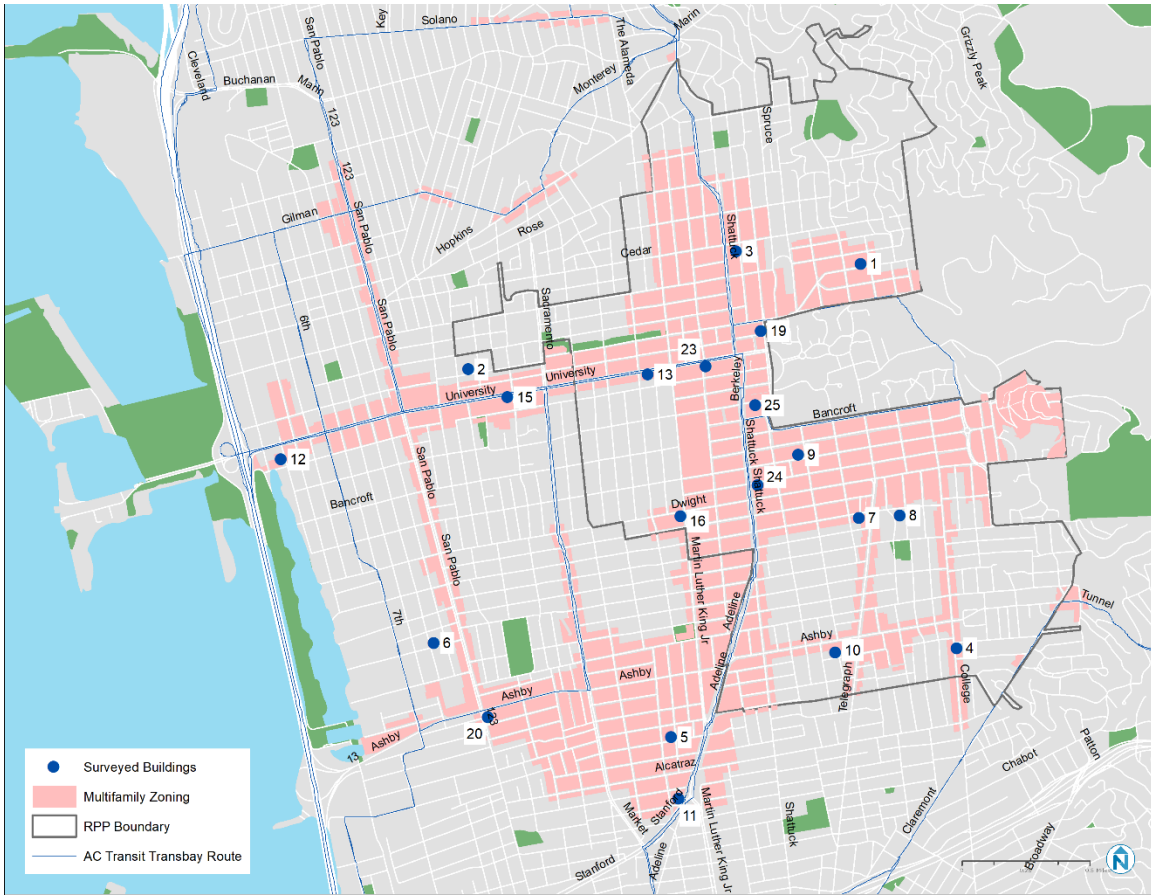 Key
Solano
San Pablo
The Alameda
Marin
Grizzly Peak
Cleveland
Buchanan
Marin
Monterey
123
Spruce
123
San Pablo
Gilman
Hopkins
Rose
Cedar
Shattuck
3
1
6th
San Pablo
Sacramento
19
2
23
University
University
13
Berkeley
15
25
Bancroft
12
San Pablo
Shattuck
9
Bancroft
24
Shattuck
Dwight
16
7
8
San Pablo
Martin Luther King Jr
7th
Adeline
Tunnel
6
Ashby
10
4
Ashby
Ashby
Adeline
Telegraph
College
20
Ashby
13
5
Alcatraz
Chabot
Patton
Stanford
11
Market
Martin Luther King Jr
Shattuck
Claremont
Broadway
Stanford
Adeline
Surveyed Buildings
Multifamily Zoning
RPP Boundary
AC Transit Transbay Route
N